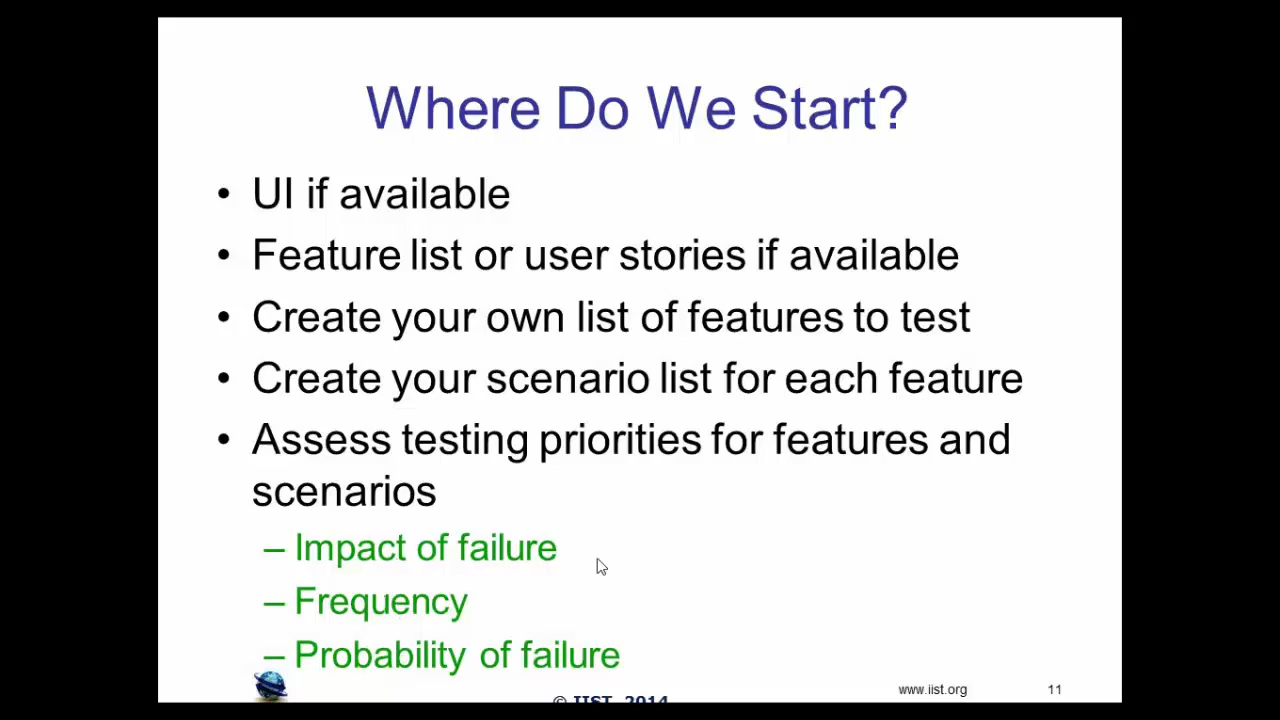 Where Do We Start?
• UI if available
• Feature list or user stories if available
• Create your own list of features to test
• Create your scenario list for each feature
• Assess testing priorities for features and
scenarios
– Impact of failure
– Frequency
– Probability of failure
www.iist.org 11
© IIST, 2014